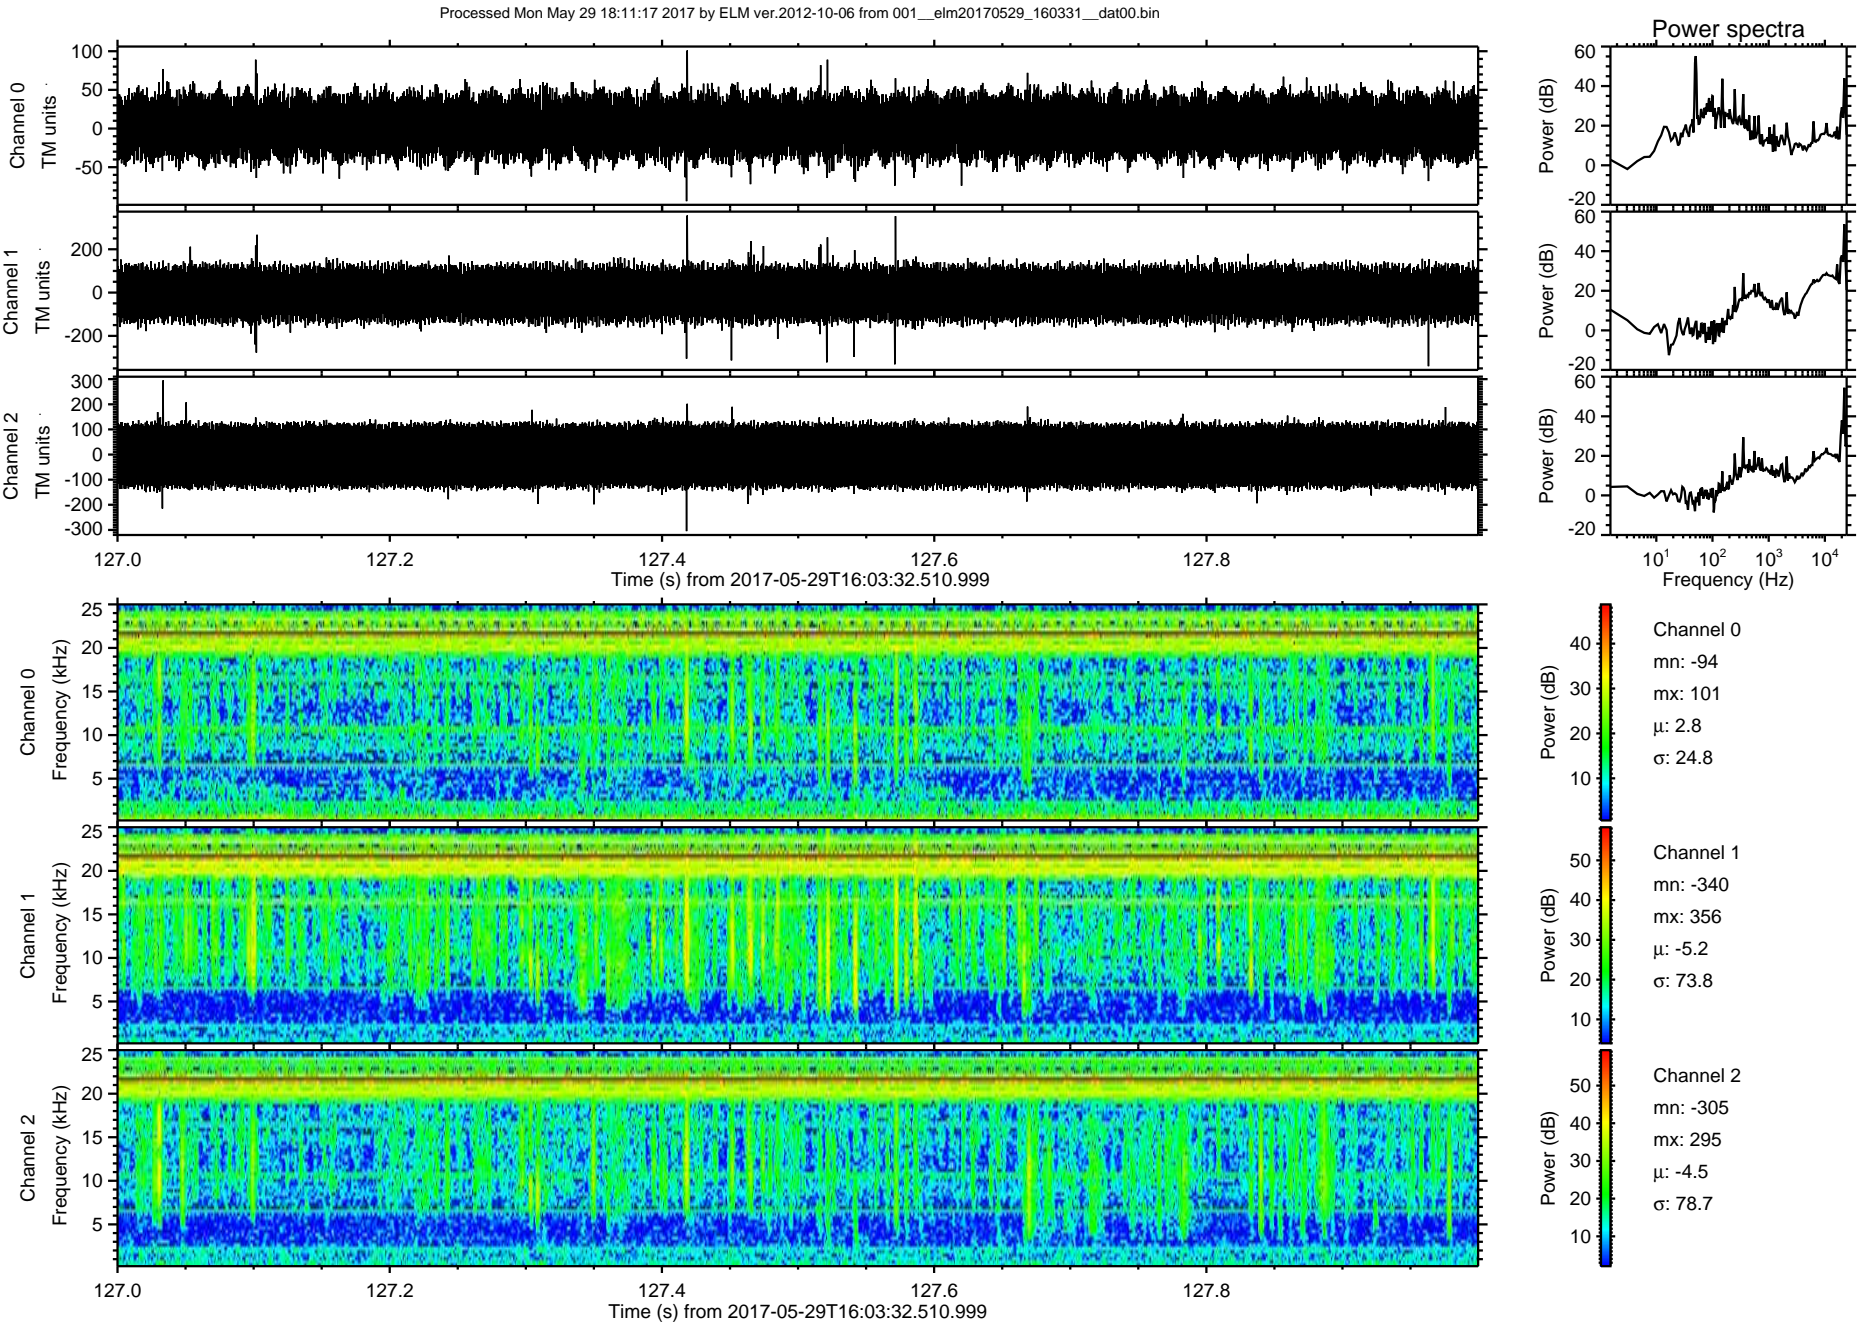 Processed Mon May 29 18:11:17 2017 by ELM ver.2012-10-06 from 001__elm20170529_160331__dat00.bin
Power spectra
Channel 0
TM units
100
50
0
-50
Power (dB)
60
40
20
0
-20
Channel 1
TM units
200
0
-200
Power (dB)
60
40
20
0
-20
Channel 2
TM units
300
200
100
0
-100
-200
-300
Power (dB)
60
40
20
0
-20
127.0 127.2 127.4 127.6 127.8
Time (s) from 2017-05-29T16:03:32.510.999
10^1 10^2 10^3 10^4
Frequency (Hz)
Channel 0
Frequency (kHz)
25
20
15
10
5
Power (dB)
40
30
20
10
Channel 0
mn: -94
mx: 101
μ: 2.8
σ: 24.8
Channel 1
Frequency (kHz)
25
20
15
10
5
Power (dB)
50
40
30
20
10
Channel 1
mn: -340
mx: 356
μ: -5.2
σ: 73.8
Channel 2
Frequency (kHz)
25
20
15
10
5
Power (dB)
50
40
30
20
10
Channel 2
mn: -305
mx: 295
μ: -4.5
σ: 78.7
127.0 127.2 127.4 127.6 127.8
Time (s) from 2017-05-29T16:03:32.510.999